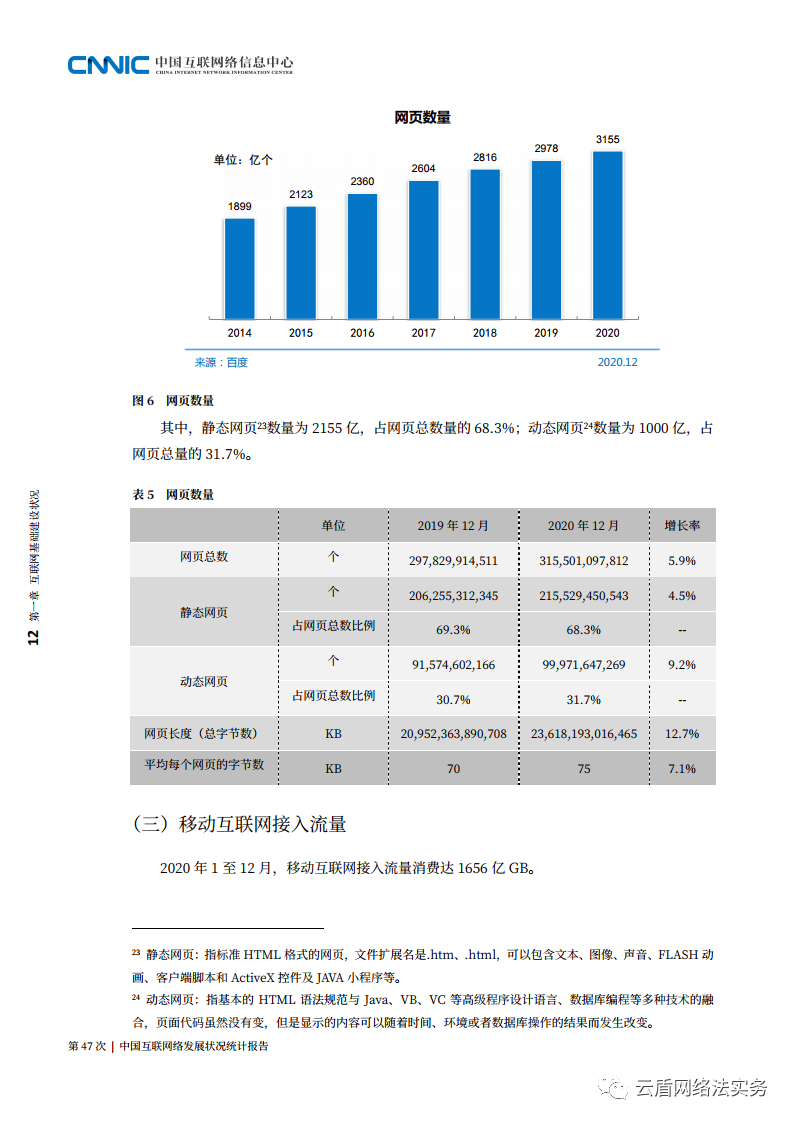 CNNIC 中国互联网络信息中心
CHINA INTERNET NETWORK INFORMATION CENTER
网页数量
单位：亿个
1899 2123 2360 2604 2816 2978 3155
2014 2015 2016 2017 2018 2019 2020
来源：百度 2020.12
图 6 网页数量
其中，静态网页²³数量为 2155 亿，占网页总数量的 68.3%；动态网页²⁴数量为 1000 亿，占
网页总量的 31.7%。
表 5 网页数量
单位 2019 年 12 月 2020 年 12 月 增长率
网页总数 个 297,829,914,511 315,501,097,812 5.9%
静态网页 个 206,255,312,345 215,529,450,543 4.5%
占网页总数比例 69.3% 68.3% --
动态网页 个 91,574,602,166 99,971,647,269 9.2%
占网页总数比例 30.7% 31.7% --
网页长度（总字节数） KB 20,952,363,890,708 23,618,193,016,465 12.7%
平均每个网页的字节数 KB 70 75 7.1%
（三）移动互联网接入流量
2020 年 1 至 12 月，移动互联网接入流量消费达 1656 亿 GB。
²³ 静态网页：指标准 HTML 格式的网页，文件扩展名是.htm、.html，可以包含文本、图像、声音、FLASH 动
画、客户端脚本和 ActiveX 控件及 JAVA 小程序等。
²⁴ 动态网页：指基本的 HTML 语法规范与 Java、VB、VC 等高级程序设计语言、数据库编程等多种技术的融
合，页面代码虽然没有变，但是显示的内容可以随着时间、环境或者数据库操作的结果而发生改变。
第 47 次 | 中国互联网络发展状况统计报告
12 第一章 互联网基础建设状况
云盾网络法实务